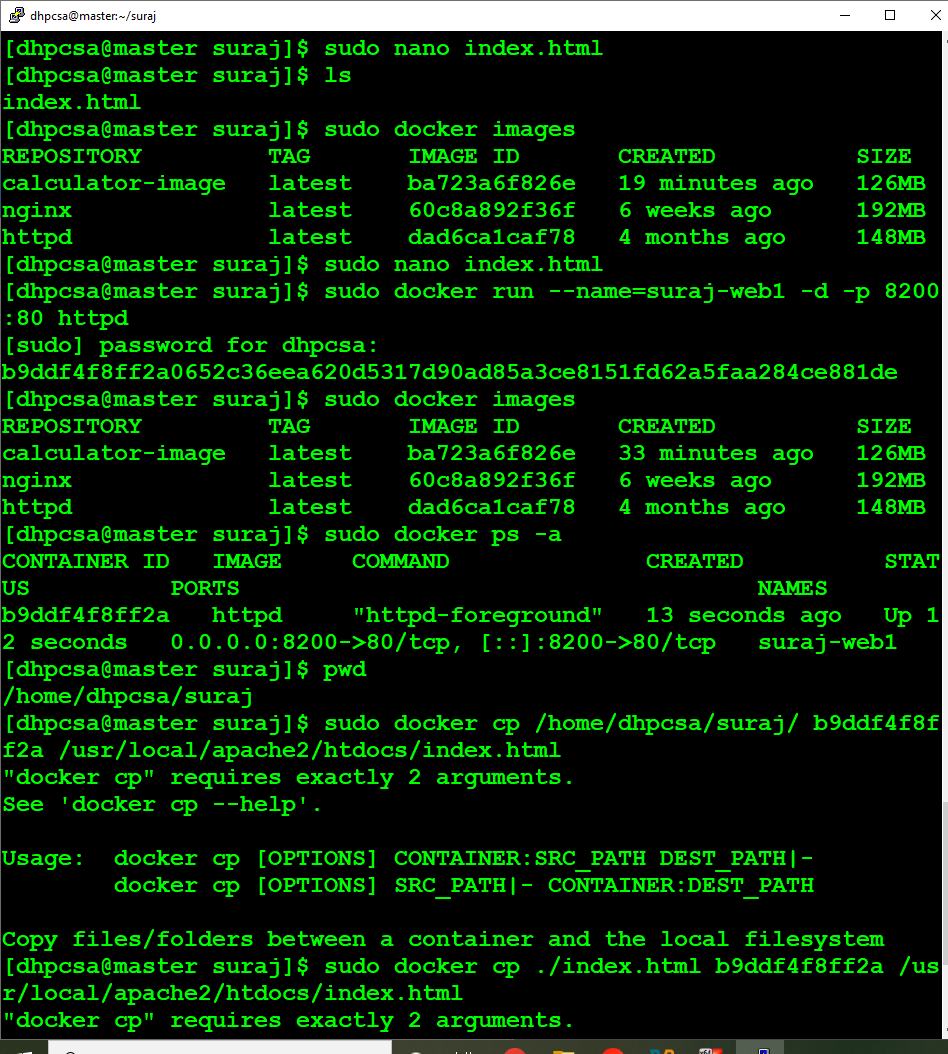 dhpcsa@master:~/suraj
[dhpcsa@master suraj]$ sudo nano index.html
[dhpcsa@master suraj]$ ls
index.html
[dhpcsa@master suraj]$ sudo docker images
REPOSITORY         TAG       IMAGE ID       CREATED          SIZE
calculator-image   latest    ba723a6f826e   19 minutes ago   126MB
nginx              latest    60c8a892f36f   6 weeks ago      192MB
httpd              latest    dad6ca1caf78   4 months ago     148MB
[dhpcsa@master suraj]$ sudo nano index.html
[dhpcsa@master suraj]$ sudo docker run --name=suraj-web1 -d -p 8200
:80 httpd
[sudo] password for dhpcsa:
b9ddf4f8ff2a0652c36eea620d5317d90ad85a3ce8151fd62a5faa284ce881de
[dhpcsa@master suraj]$ sudo docker images
REPOSITORY         TAG       IMAGE ID       CREATED          SIZE
calculator-image   latest    ba723a6f826e   33 minutes ago   126MB
nginx              latest    60c8a892f36f   6 weeks ago      192MB
httpd              latest    dad6ca1caf78   4 months ago     148MB
[dhpcsa@master suraj]$ sudo docker ps -a
CONTAINER ID   IMAGE     COMMAND              CREATED          STAT
US          PORTS                                     NAMES
b9ddf4f8ff2a   httpd     "httpd-foreground"   13 seconds ago   Up 1
2 seconds   0.0.0.0:8200->80/tcp, [::]:8200->80/tcp   suraj-web1
[dhpcsa@master suraj]$ pwd
/home/dhpcsa/suraj
[dhpcsa@master suraj]$ sudo docker cp /home/dhpcsa/suraj/ b9ddf4f8f
f2a /usr/local/apache2/htdocs/index.html
"docker cp" requires exactly 2 arguments.
See 'docker cp --help'.
Usage:  docker cp [OPTIONS] CONTAINER:SRC_PATH DEST_PATH|-
        docker cp [OPTIONS] SRC_PATH|- CONTAINER:DEST_PATH
Copy files/folders between a container and the local filesystem
[dhpcsa@master suraj]$ sudo docker cp ./index.html b9ddf4f8ff2a /us
r/local/apache2/htdocs/index.html
"docker cp" requires exactly 2 arguments.